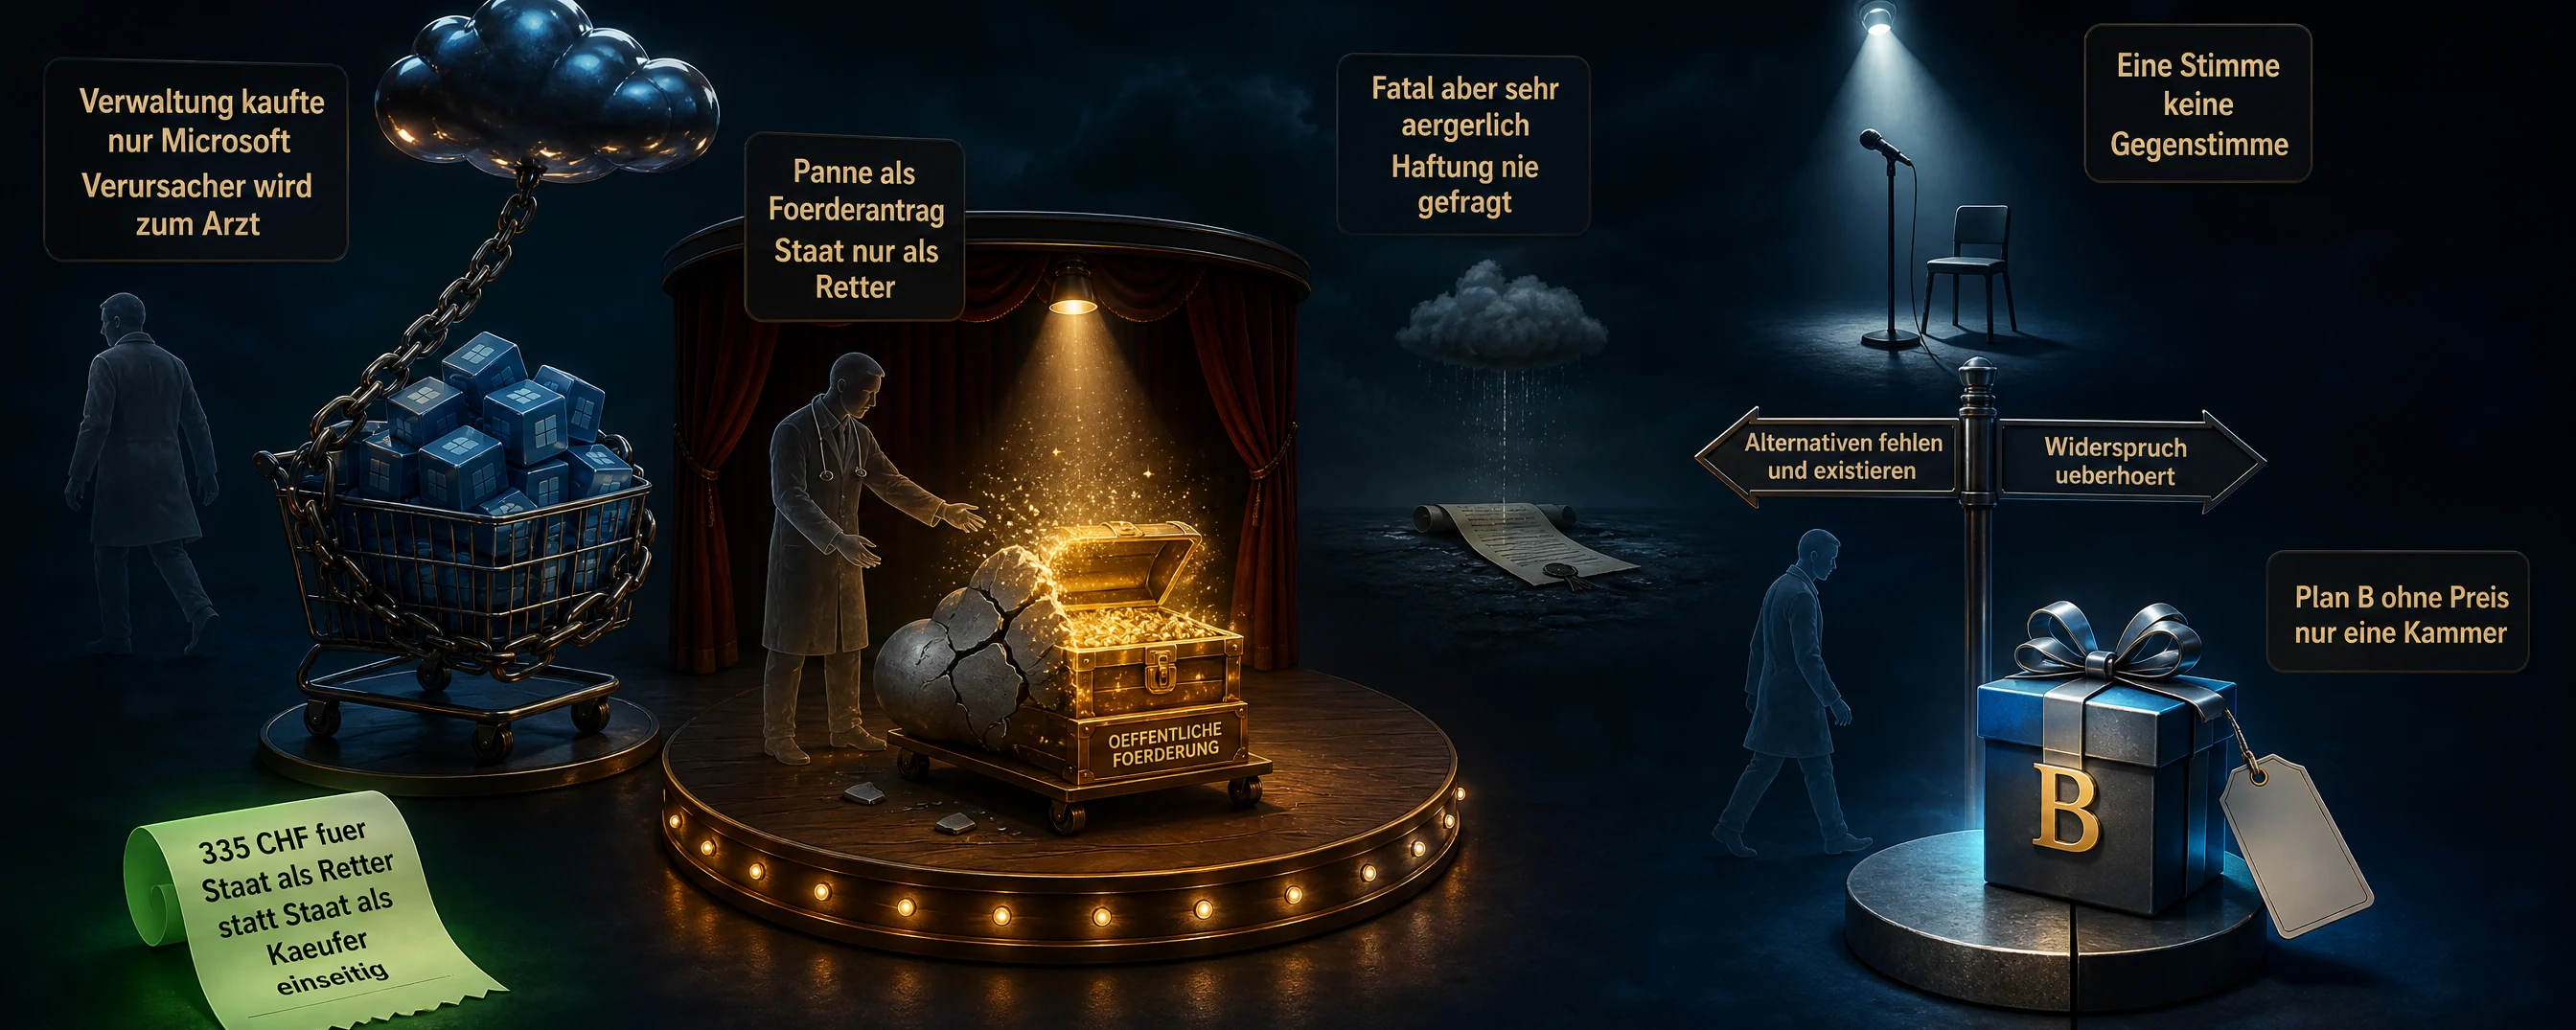 Verwaltung kaufte
nur Microsoft
Verursacher wird
zum Arzt
Panne als
Foerderantrag
Staat nur als
Retter
Fatal aber sehr
aergerlich
Haftung nie
gefragt
Eine Stimme
keine
Gegenstimme
Alternativen fehlen
und existieren
Widerspruch
ueberhoert
Plan B ohne Preis
nur eine Kammer
OEFFENTLICHE
FOERDERUNG
B
335 CHF fuer
Staat als Retter
statt Staat als
Kaeufer
einseitig